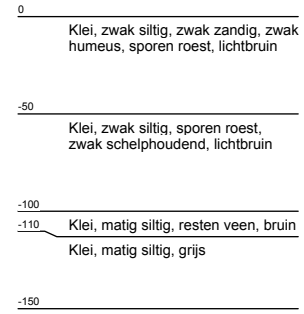 0
Klei, zwak siltig, zwak zandig, zwak
humeus, sporen roest, lichtbruin
-50
Klei, zwak siltig, sporen roest,
zwak schelphoudend, lichtbruin
-100
-110
Klei, matig siltig, resten veen, bruin
Klei, matig siltig, grijs
-150